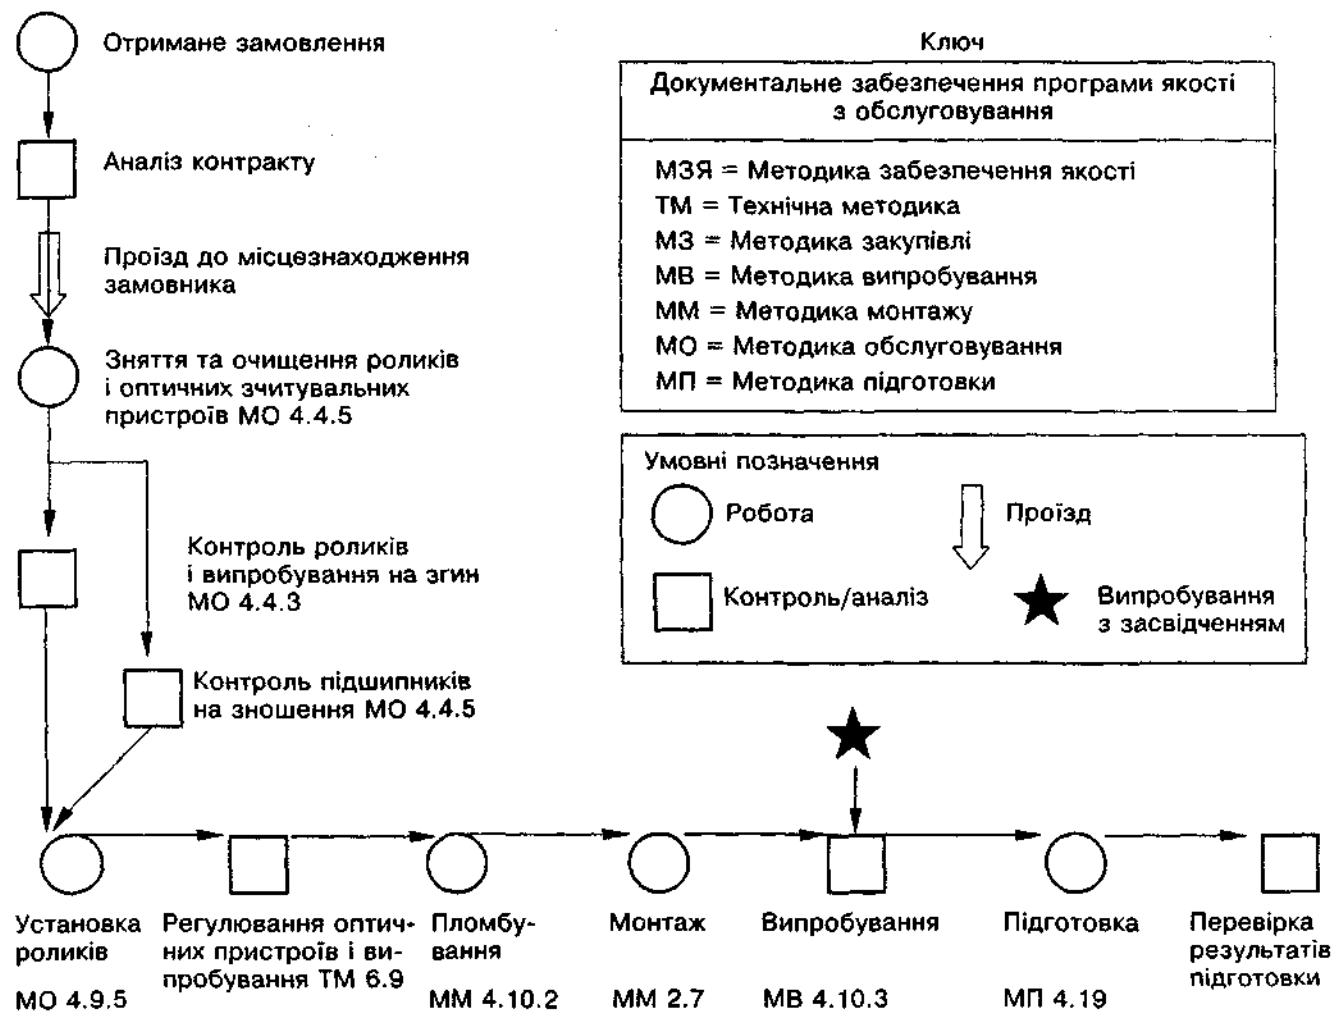 Отримане замовлення
Аналіз контракту
Проїзд до місцезнаходження
замовника
Зняття та очищення роликів
і оптичних зчитувальних
пристроїв МО 4.4.5
Контроль роликів
і випробування на згин
МО 4.4.3
Контроль підшипників
на зношення МО 4.4.5
Ключ
Документальне забезпечення програми якості
з обслуговування
МЗЯ = Методика забезпечення якості
ТМ = Технічна методика
МЗ = Методика закупівлі
МВ = Методика випробування
ММ = Методика монтажу
МО = Методика обслуговування
МП = Методика підготовки
Умовні позначення
Робота
Проїзд
Контроль/аналіз
Випробування
з засвідченням
Установка
роликів
МО 4.9.5
Регулювання оптич-
них пристроїв і ви-
пробування ТМ 6.9
Пломбу-
вання
ММ 4.10.2
Монтаж
ММ 2.7
Випробування
МВ 4.10.3
Підготовка
МП 4.19
Перевірка
результатів
підготовки